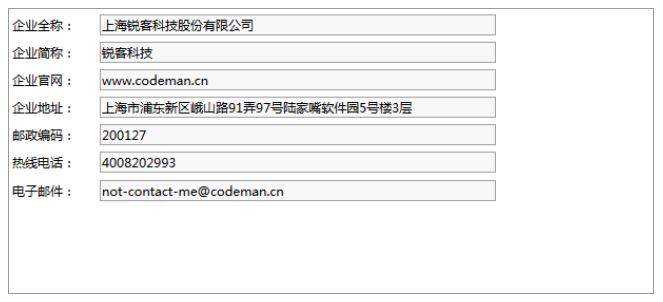 企业全称： 上海锐客科技股份有限公司
企业简称： 锐客科技
企业官网： www.codeman.cn
企业地址： 上海市浦东新区峨山路91弄97号陆家嘴软件园5号楼3层
邮政编码： 200127
热线电话： 4008202993
电子邮件： not-contact-me@codeman.cn